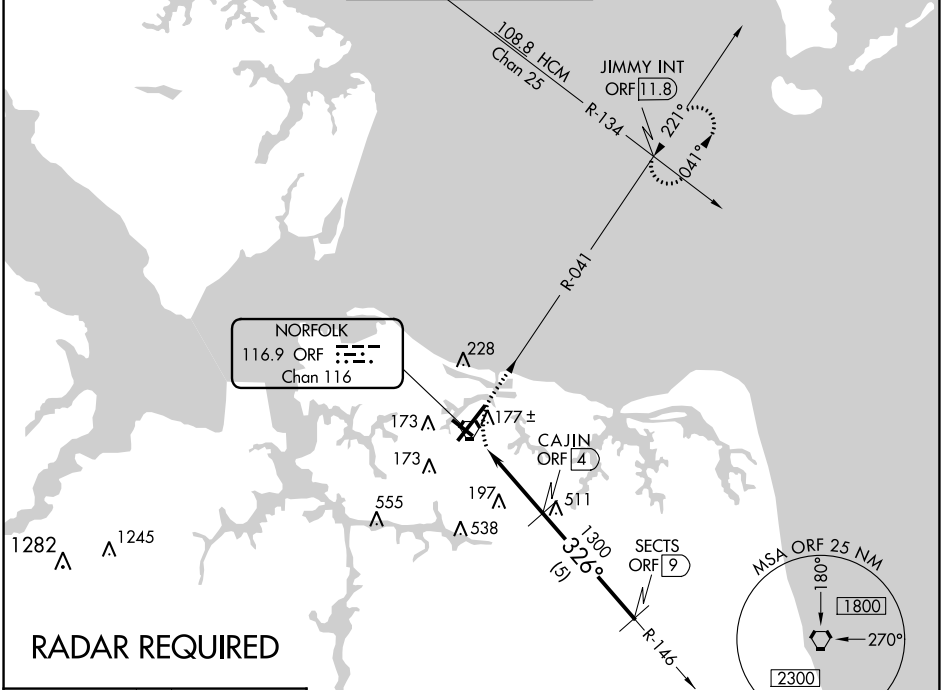 108.8 HCM
Chan 25
R-134
JIMMY INT
ORF 11.8
221°
041°
R-041
NORFOLK
116.9 ORF
Chan 116
228
173
177 ±
173
CAJIN
ORF 4
197
511
555
538
1282
1245
1300
326°
(5)
SECTS
ORF 9
R-146
MSA ORF 25 NM
180°
1800
270°
2300
RADAR REQUIRED